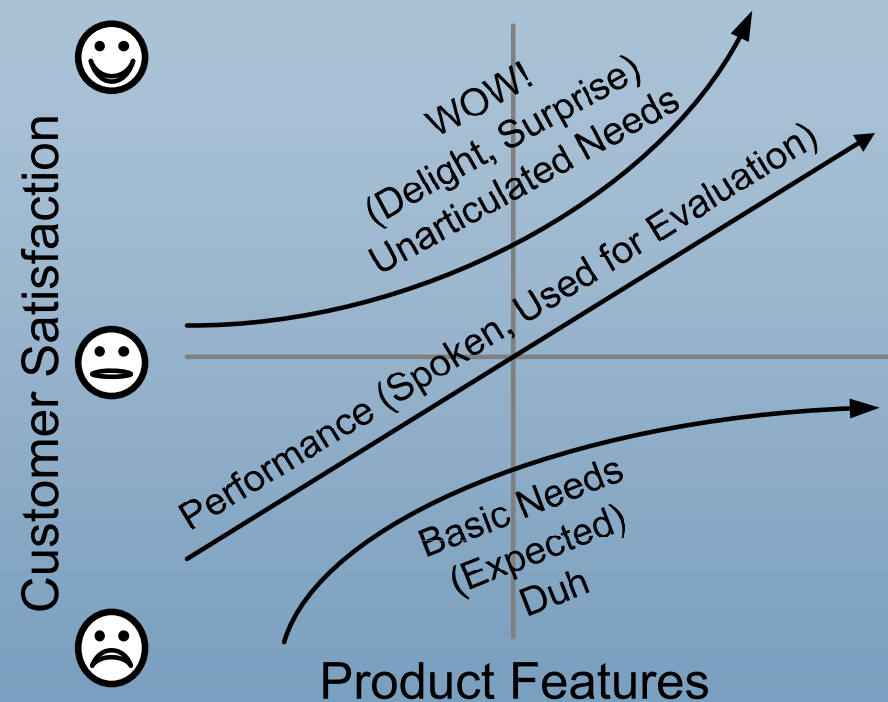 Customer Satisfaction
WOW!
(Delight, Surprise)
Unarticulated Needs
Performance (Spoken, Used for Evaluation)
Basic Needs
(Expected)
Duh
Product Features